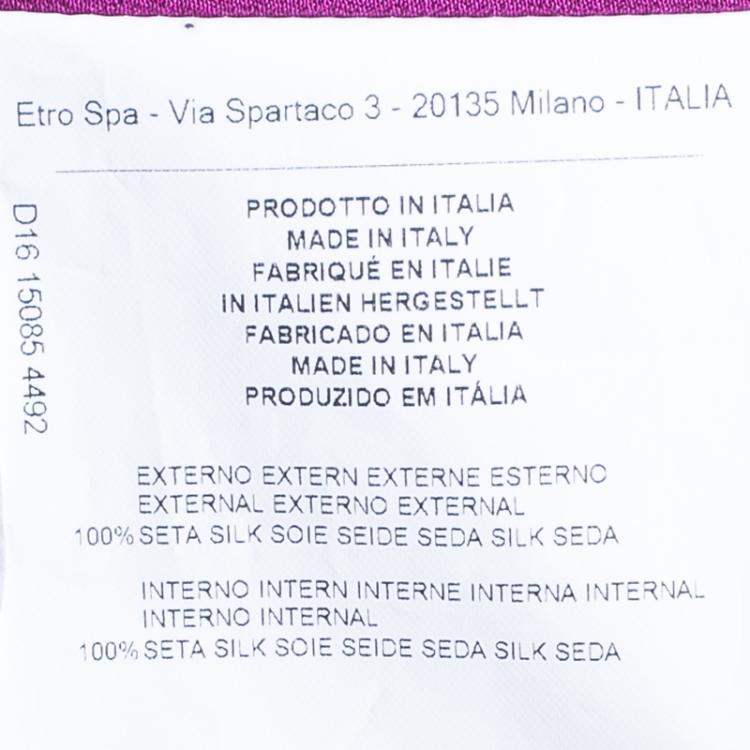 Etro Spa - Via Spartaco 3 - 20135 Milano - ITALIA
D16 15085 4492
PRODOTTO IN ITALIA
MADE IN ITALY
FABRIQUÉ EN ITALIE
IN ITALIEN HERGESTELLT
FABRICADO EN ITALIA
MADE IN ITALY
PRODUZIDO EM ITÁLIA
EXTERNO EXTERN EXTERNE ESTERNO
EXTERNAL EXTERNO EXTERNAL
100% SETA SILK SOIE SEIDE SEDA SILK SEDA
INTERNO INTERN INTERNE INTERNA INTERNAL
INTERNO INTERNAL
100% SETA SILK SOIE SEIDE SEDA SILK SEDA